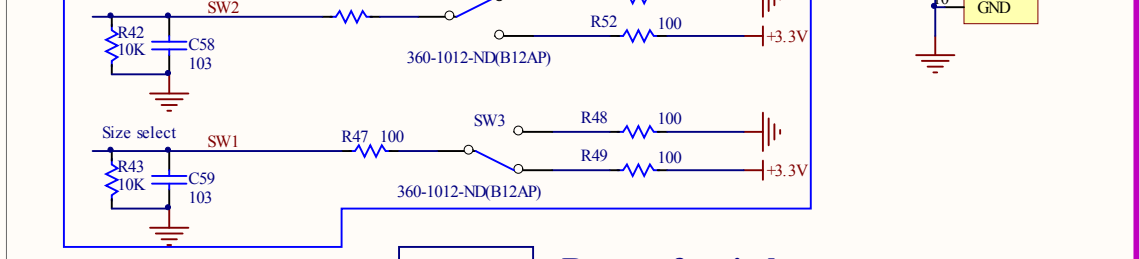 SW2
GND
R52 100
+3.3V
R42
10K
C58
103
360-1012-ND(B12AP)
Size select
SW1
R47 100
SW3
R48 100
R49 100
+3.3V
R43
10K
C59
103
360-1012-ND(B12AP)